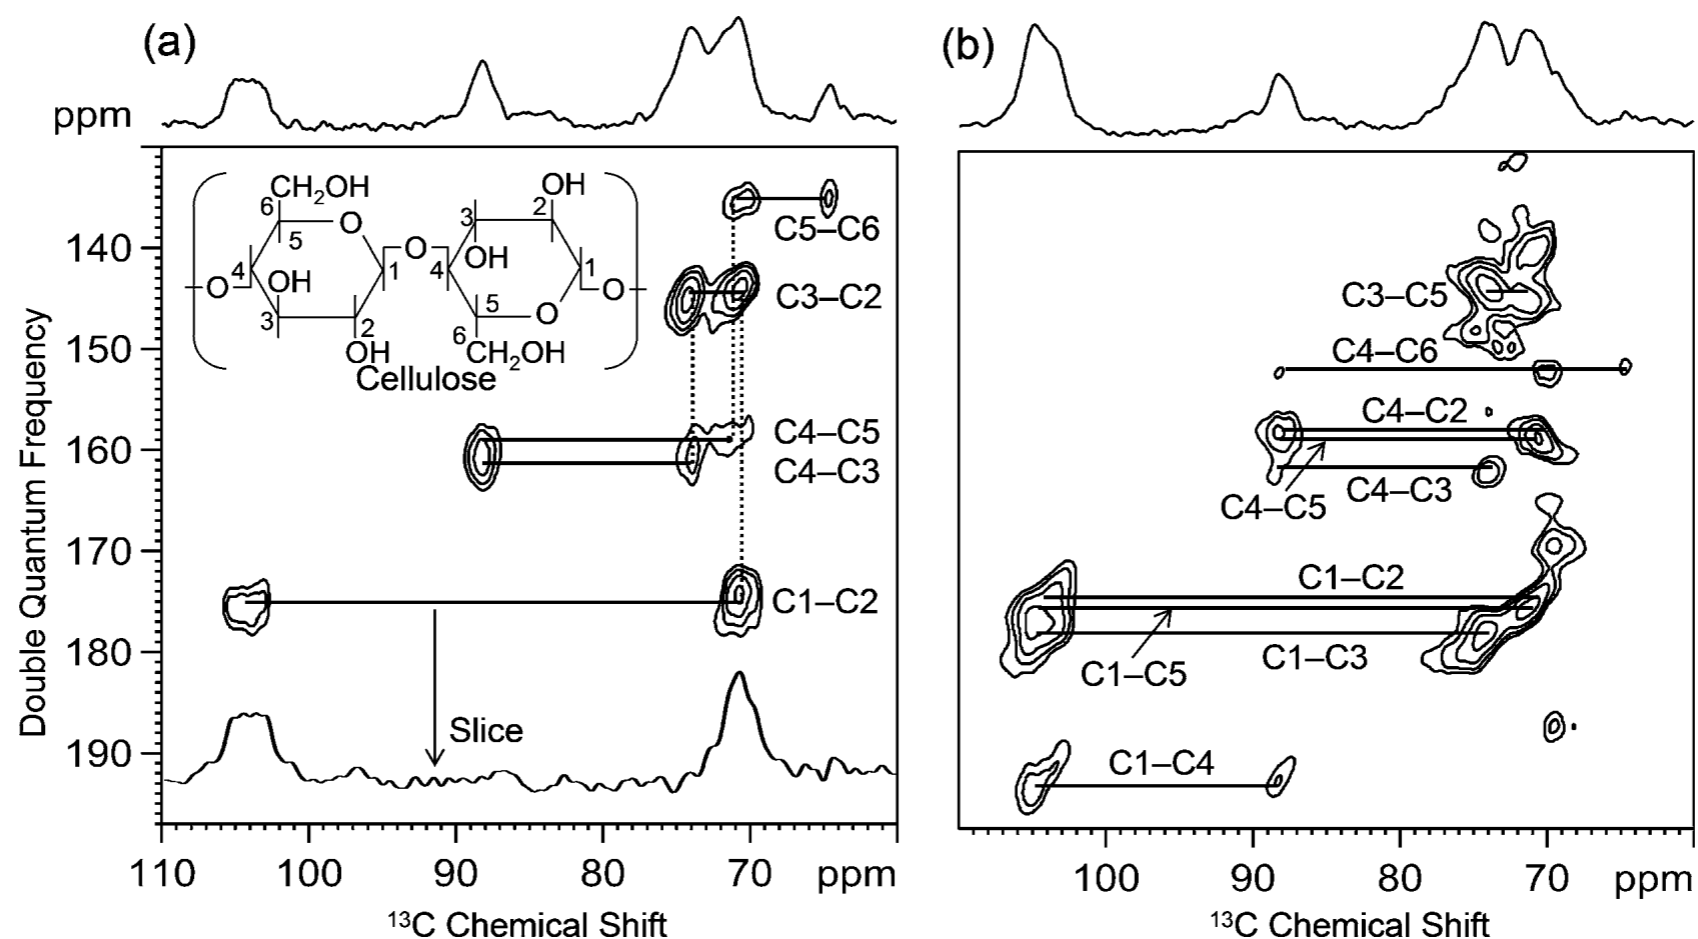 (a)
ppm
CH₂OH
6
5
O
4
OH
3
2
OH
1
O
O
3
2
OH
OH
4
1
O
5
O
6
CH₂OH
Cellulose
C5–C6
C3–C2
C4–C5
C4–C3
C1–C2
Slice
Double Quantum Frequency
140
150
160
170
180
190
110
100
90
80
70
ppm
¹³C Chemical Shift
(b)
C3–C5
C4–C6
C4–C2
C4–C5
C4–C3
C1–C2
C1–C5
C1–C3
C1–C4
100
90
80
70
ppm
¹³C Chemical Shift